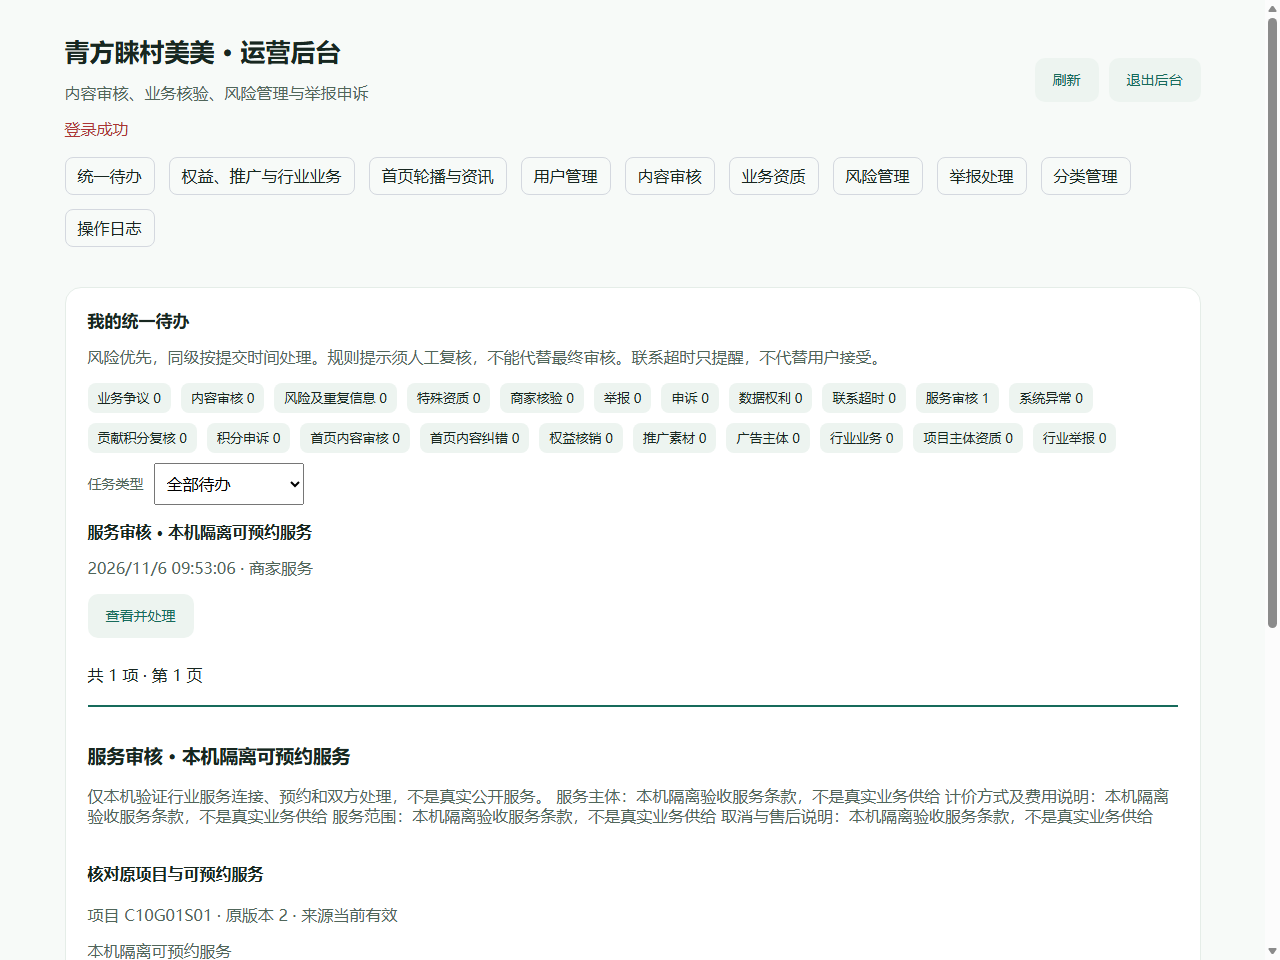 青方睐村美美 • 运营后台
内容审核、业务核验、风险管理与举报申诉
登录成功
刷新
退出后台
统一待办
权益、推广与行业业务
首页轮播与资讯
用户管理
内容审核
业务资质
风险管理
举报处理
分类管理
操作日志
我的统一待办
风险优先，同级按提交时间处理。规则提示须人工复核，不能代替最终审核。联系超时只提醒，不代替用户接受。
业务争议 0
内容审核 0
风险及重复信息 0
特殊资质 0
商家核验 0
举报 0
申诉 0
数据权利 0
联系超时 0
服务审核 1
系统异常 0
贡献积分复核 0
积分申诉 0
首页内容审核 0
首页内容纠错 0
权益核销 0
推广素材 0
广告主体 0
行业业务 0
项目主体资质 0
行业举报 0
任务类型
全部待办
服务审核 • 本机隔离可预约服务
2026/11/6 09:53:06 · 商家服务
查看并处理
共 1 项 · 第 1 页
服务审核 • 本机隔离可预约服务
仅本机验证行业服务连接、预约和双方处理，不是真实公开服务。 服务主体：本机隔离验收服务条款，不是真实业务供给 计价方式及费用说明：本机隔离
验收服务条款，不是真实业务供给 服务范围：本机隔离验收服务条款，不是真实业务供给 取消与售后说明：本机隔离验收服务条款，不是真实业务供给
核对原项目与可预约服务
项目 C10G01S01 · 原版本 2 · 来源当前有效
本机隔离可预约服务